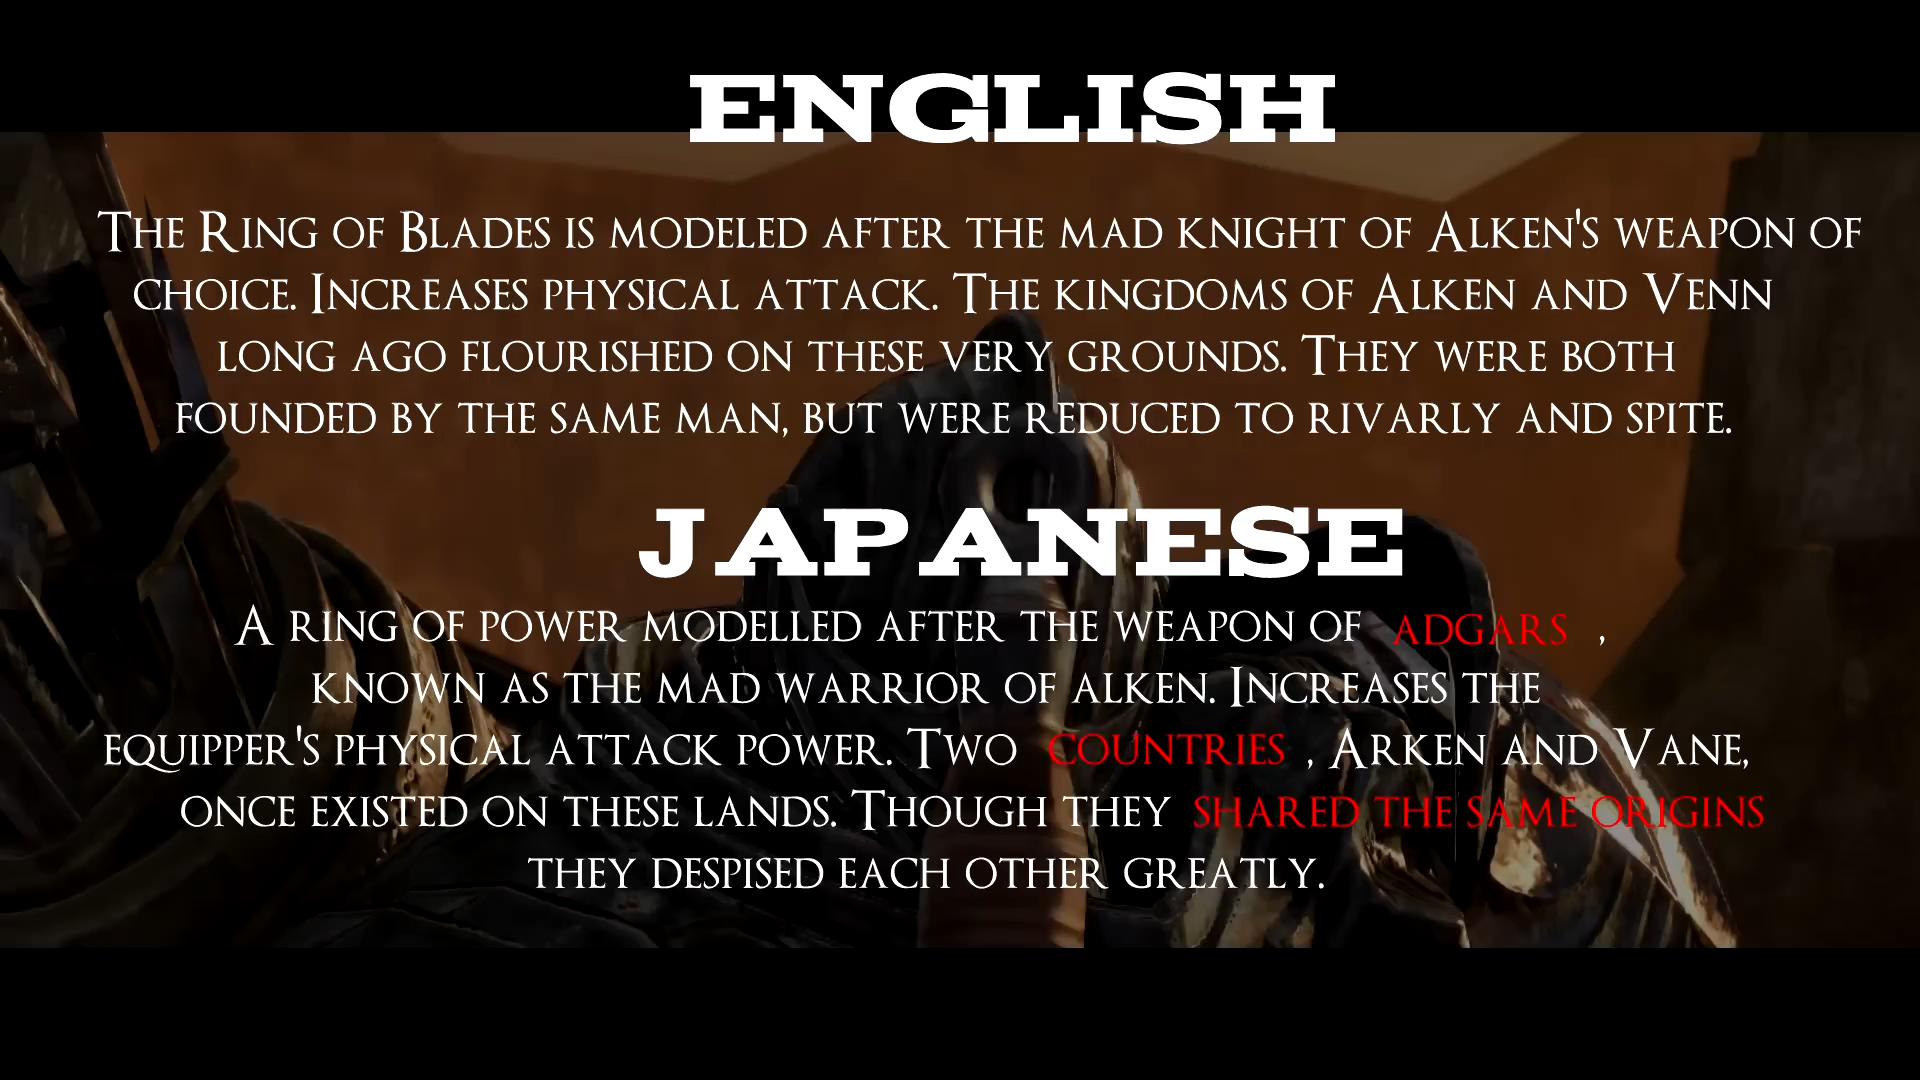 ENGLISH
The Ring of Blades is modeled after the mad knight of Alken's weapon of
choice. Increases physical attack. The kingdoms of Alken and Venn
long ago flourished on these very grounds. They were both
founded by the same man, but were reduced to rivarly and spite.
JAPANESE
A ring of power modelled after the weapon of adgars ,
known as the mad warrior of alken. Increases the
equipper's physical attack power. Two countries , Arken and Vane,
once existed on these lands. Though they shared the same origins
they despised each other greatly.